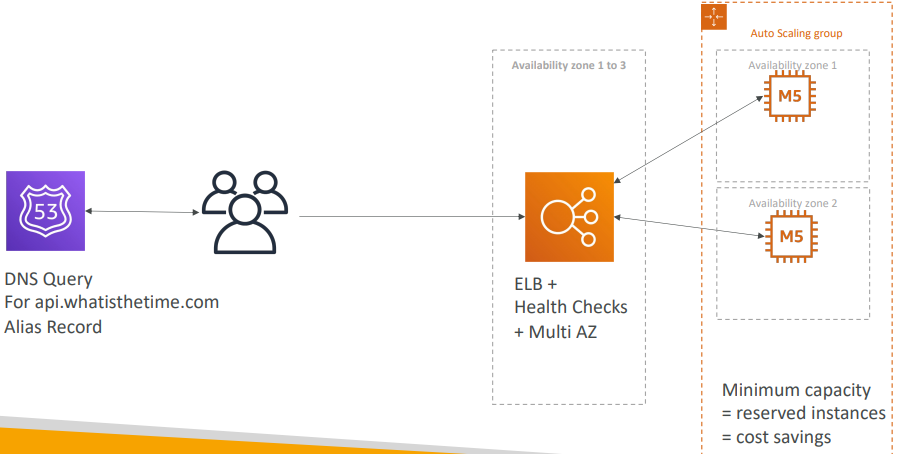 Auto Scaling group
Availability zone 1 to 3
Availability zone 1
M5
Availability zone 2
M5
53
DNS Query
For api.whatisthetime.com
Alias Record
ELB +
Health Checks
+ Multi AZ
Minimum capacity
= reserved instances
= cost savings